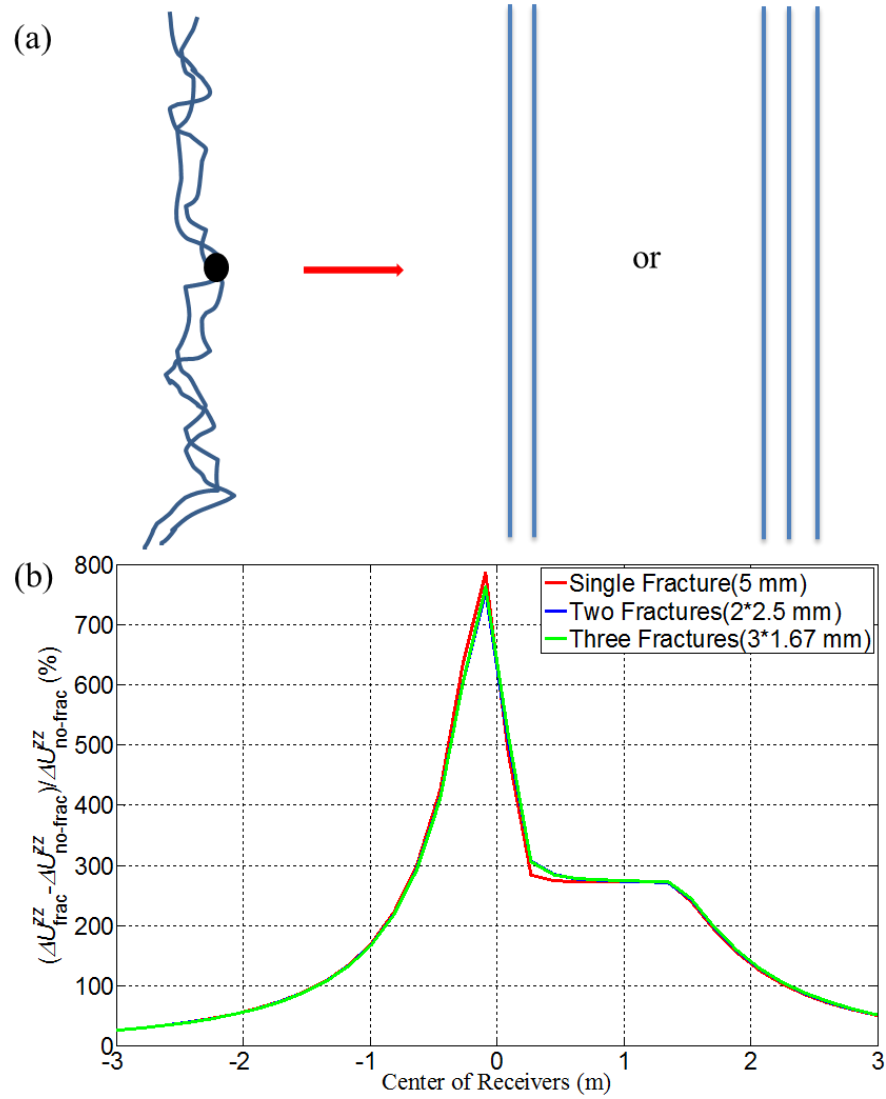 (a)
or
(b)
800
700
600
500
400
300
200
100
0
(ΔU^zz_frac-ΔU^zz_no-frac)/ΔU^zz_no-frac (%)
Single Fracture(5 mm)
Two Fractures(2*2.5 mm)
Three Fractures(3*1.67 mm)
-3 -2 -1 0 1 2 3
Center of Receivers (m)